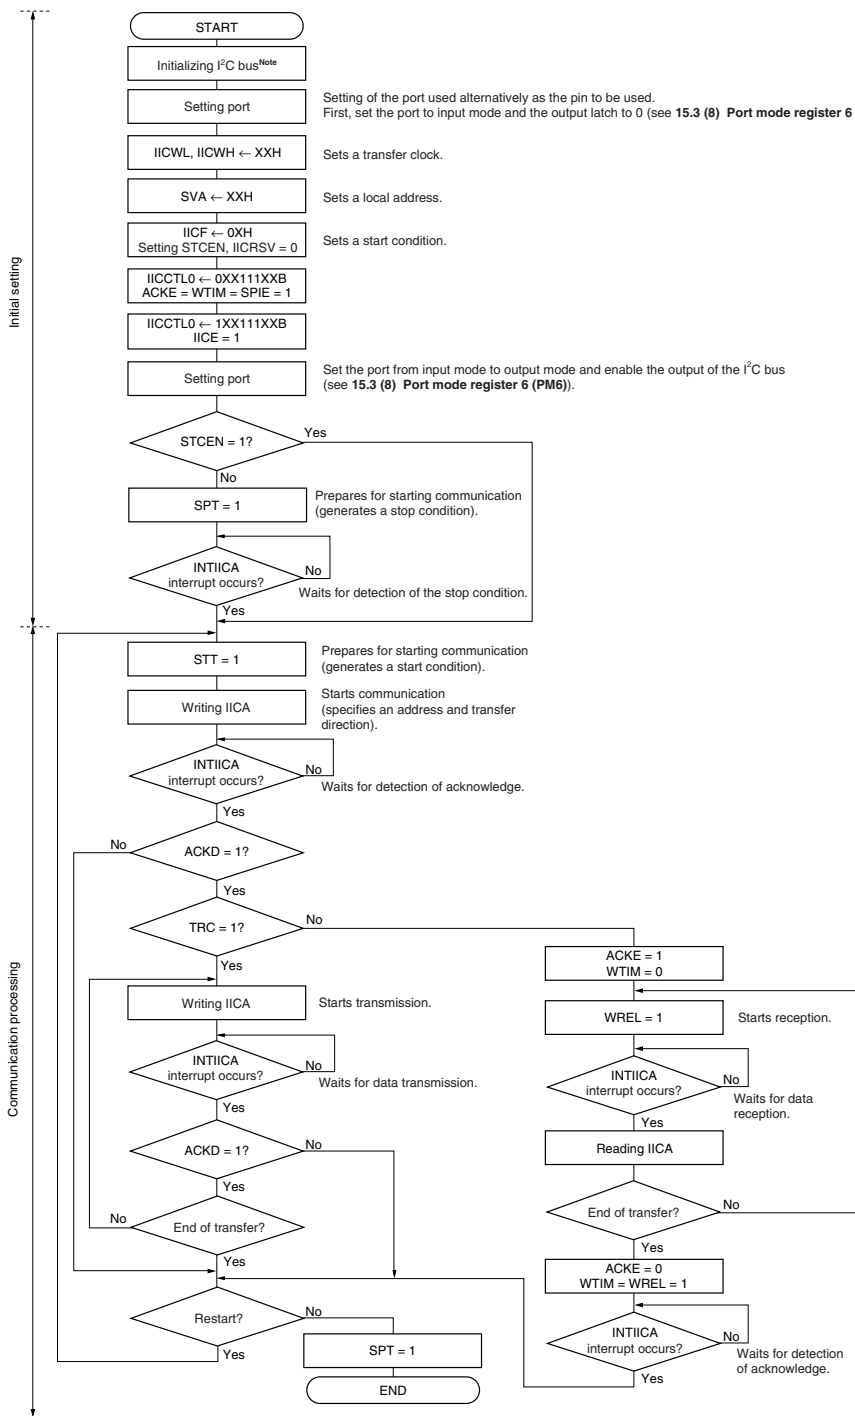 START
Initializing I²C bus^Note
Setting port
Setting of the port used alternatively as the pin to be used.
First, set the port to input mode and the output latch to 0 (see 15.3 (8) Port mode register 6
IICWL, IICWH ← XXH
Sets a transfer clock.
SVA ← XXH
Sets a local address.
IICF ← 0XH
Setting STCEN, IICRSV = 0
Sets a start condition.
IICCTL0 ← 0XX111XXB
ACKE = WTIM = SPIE = 1
IICCTL0 ← 1XX111XXB
IICE = 1
Initial setting
Setting port
Set the port from input mode to output mode and enable the output of the I²C bus
(see 15.3 (8) Port mode register 6 (PM6)).
STCEN = 1?
Yes
No
SPT = 1
Prepares for starting communication
(generates a stop condition).
INTIICA
interrupt occurs?
No
Waits for detection of the stop condition.
Yes
STT = 1
Prepares for starting communication
(generates a start condition).
Writing IICA
Starts communication
(specifies an address and transfer
direction).
INTIICA
interrupt occurs?
No
Waits for detection of acknowledge.
Yes
No
ACKD = 1?
Yes
TRC = 1?
No
Yes
ACKE = 1
WTIM = 0
Communication processing
Writing IICA
Starts transmission.
WREL = 1
Starts reception.
INTIICA
interrupt occurs?
No
Waits for data transmission.
Yes
INTIICA
interrupt occurs?
No
Waits for data
reception.
Yes
ACKD = 1?
No
Yes
Reading IICA
No
End of transfer?
Yes
End of transfer?
No
Yes
ACKE = 0
WTIM = WREL = 1
Restart?
No
Yes
INTIICA
interrupt occurs?
No
Waits for detection
of acknowledge.
Yes
SPT = 1
END